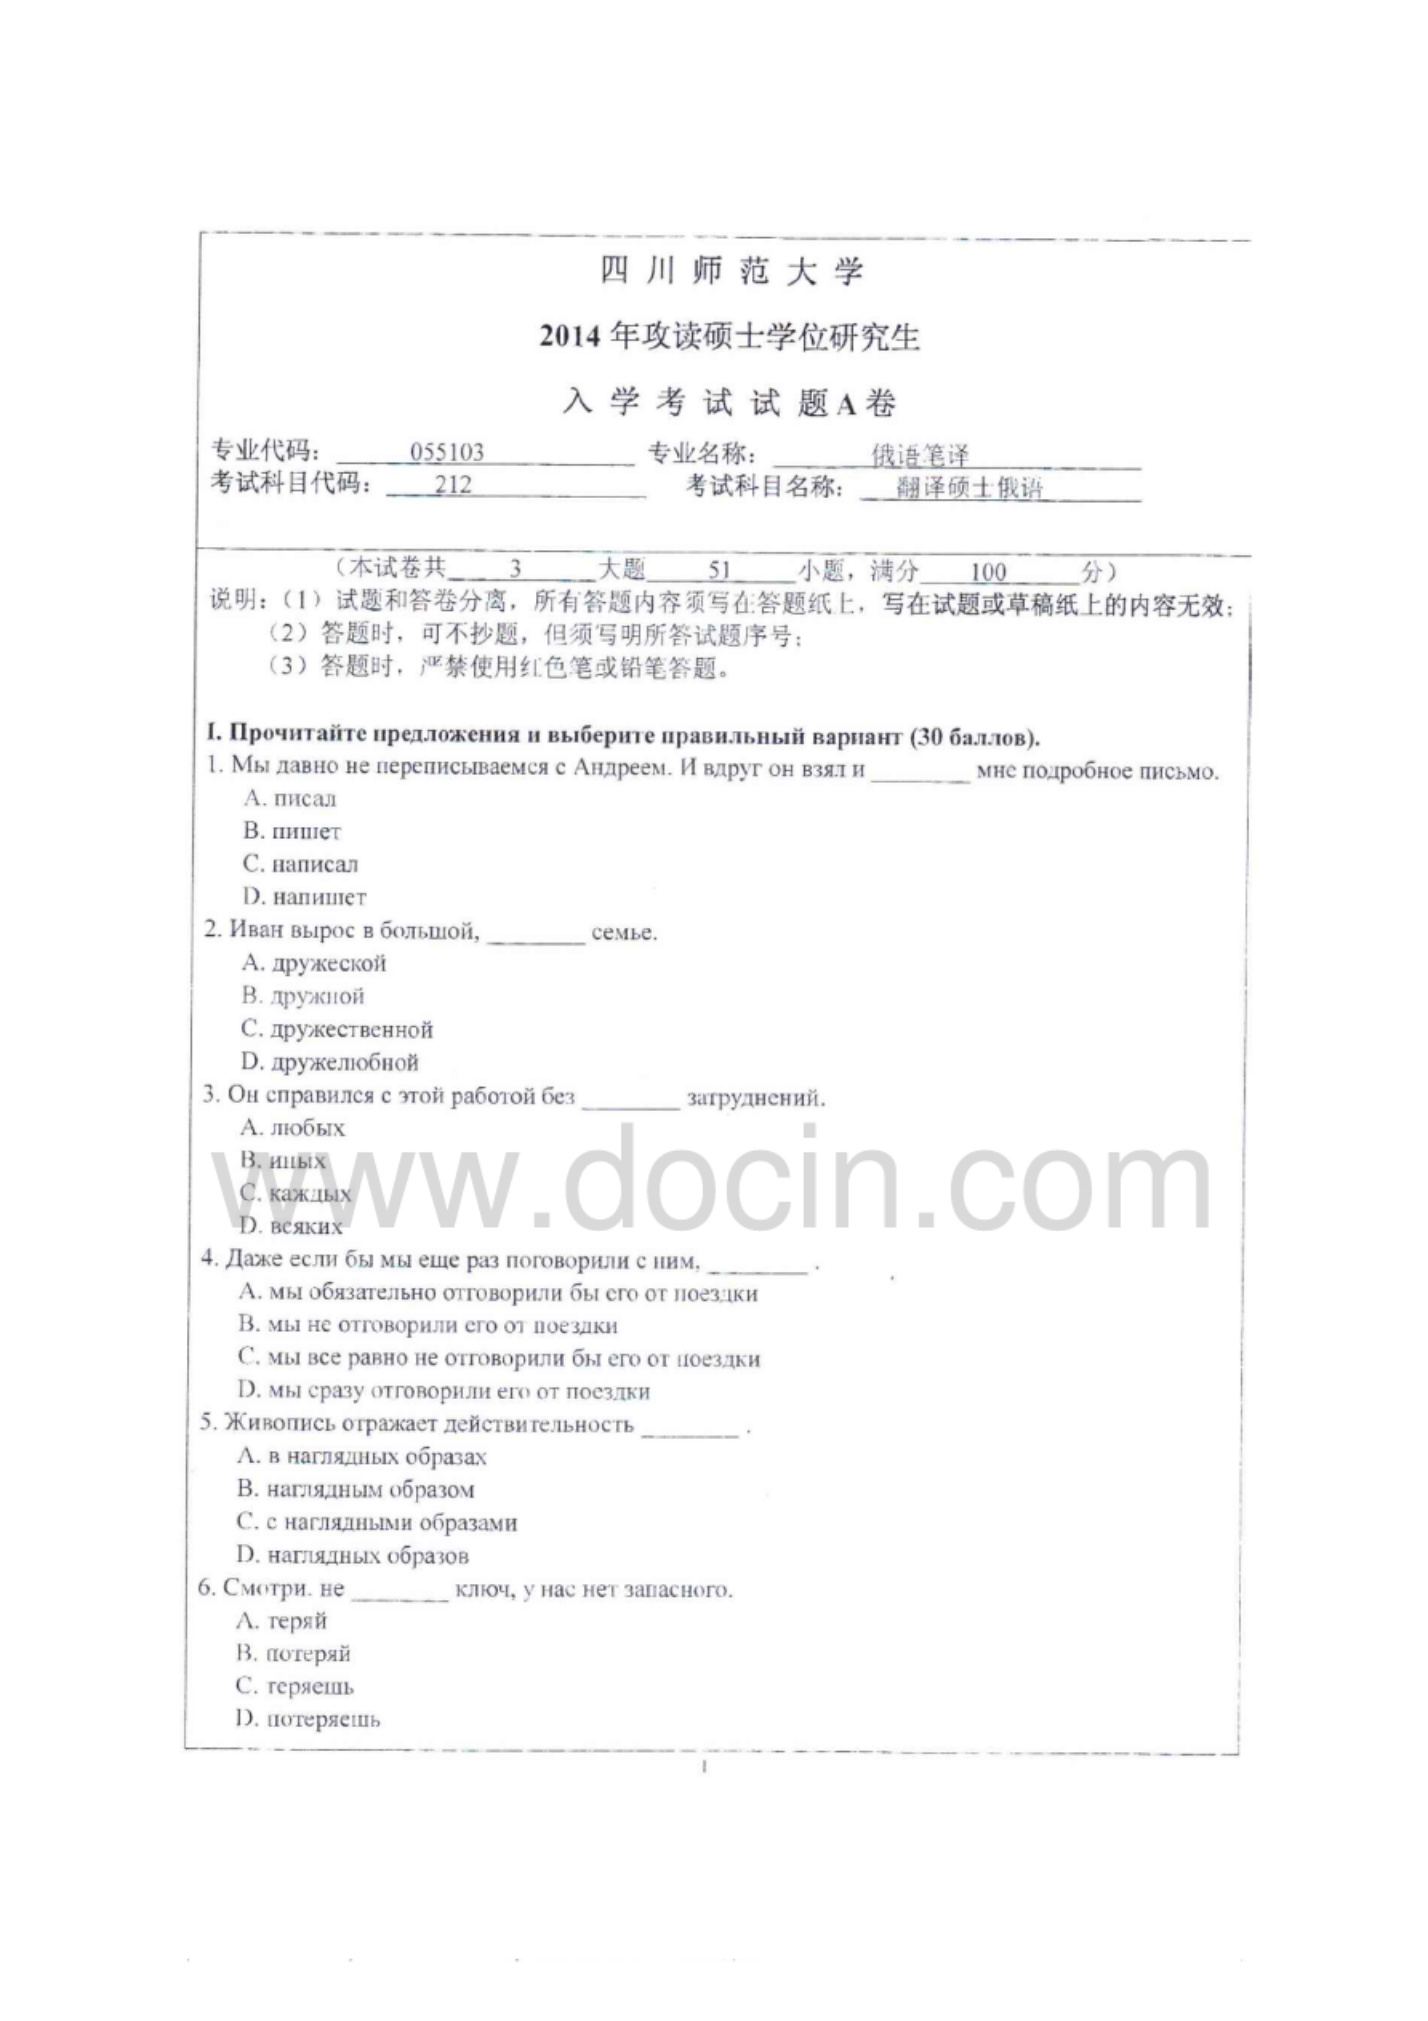 四川师范大学
2014年攻读硕士学位研究生
入学考试试题A卷
专业代码： 055103 专业名称： 俄语笔译
考试科目代码： 212 考试科目名称： 翻译硕士俄语
（本试卷共 3 大题 51 小题，满分 100 分）
说明：（1）试题和答卷分离，所有答题内容须写在答题纸上，写在试题或草稿纸上的内容无效；
（2）答题时，可不抄题，但须写明所答试题序号；
（3）答题时，严禁使用红色笔或铅笔答题。
I. Прочитайте предложения и выберите правильный вариант (30 баллов).
1. Мы давно не переписываемся с Андреем. И вдруг он взял и ________ мне подробное письмо.
A. писал
B. пишет
C. написал
D. напишет
2. Иван вырос в большой, ________ семье.
A. дружеской
B. дружной
C. дружественной
D. дружелюбной
3. Он справился с этой работой без ________ затруднений.
A. любых
B. иных
C. каждых
D. всяких
www.docin.com
4. Даже если бы мы еще раз поговорили с ним, ________ .
A. мы обязательно отговорили бы его от поездки
B. мы не отговорили его от поездки
C. мы все равно не отговорили бы его от поездки
D. мы сразу отговорили его от поездки
5. Живопись отражает действительность ________ .
A. в наглядных образах
B. наглядным образом
C. с наглядными образами
D. наглядных образов
6. Смотри. не ________ ключ, у нас нет запасного.
A. теряй
B. потеряй
C. теряешь
D. потеряешь
1